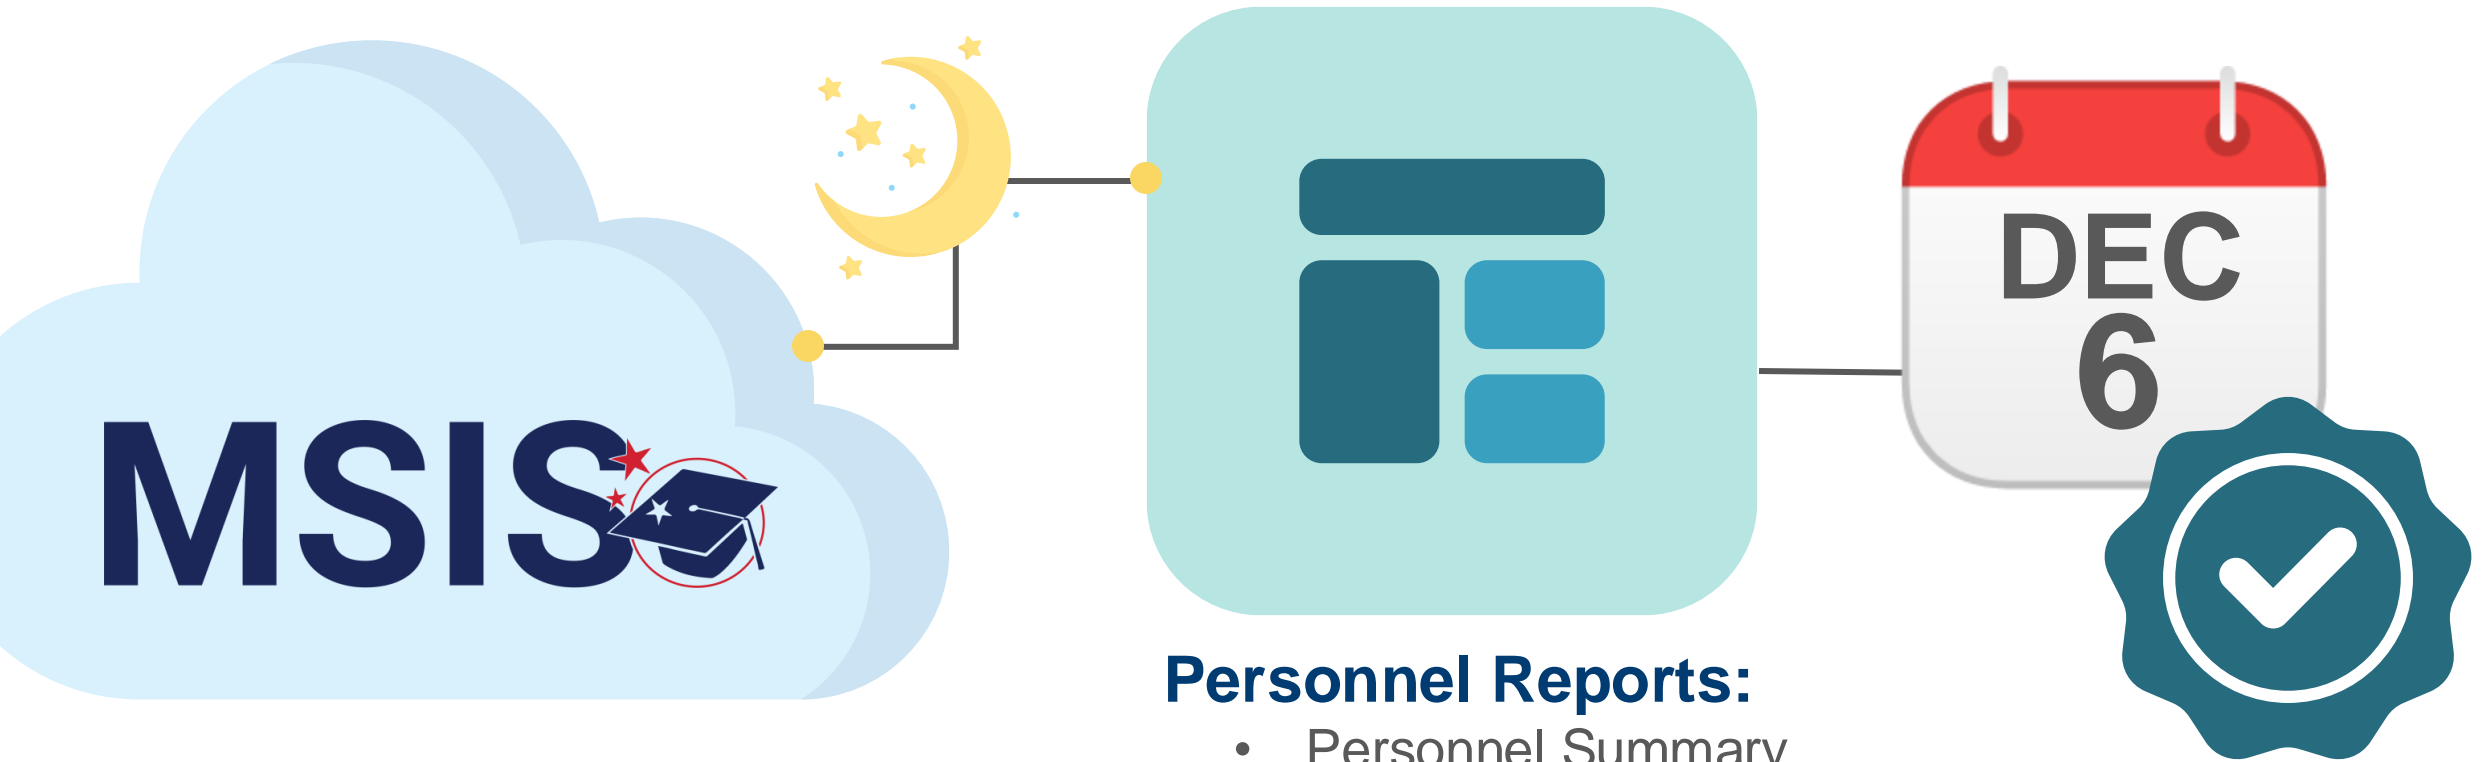 MSIS
DEC
6
Personnel Reports:
• Personnel Summary